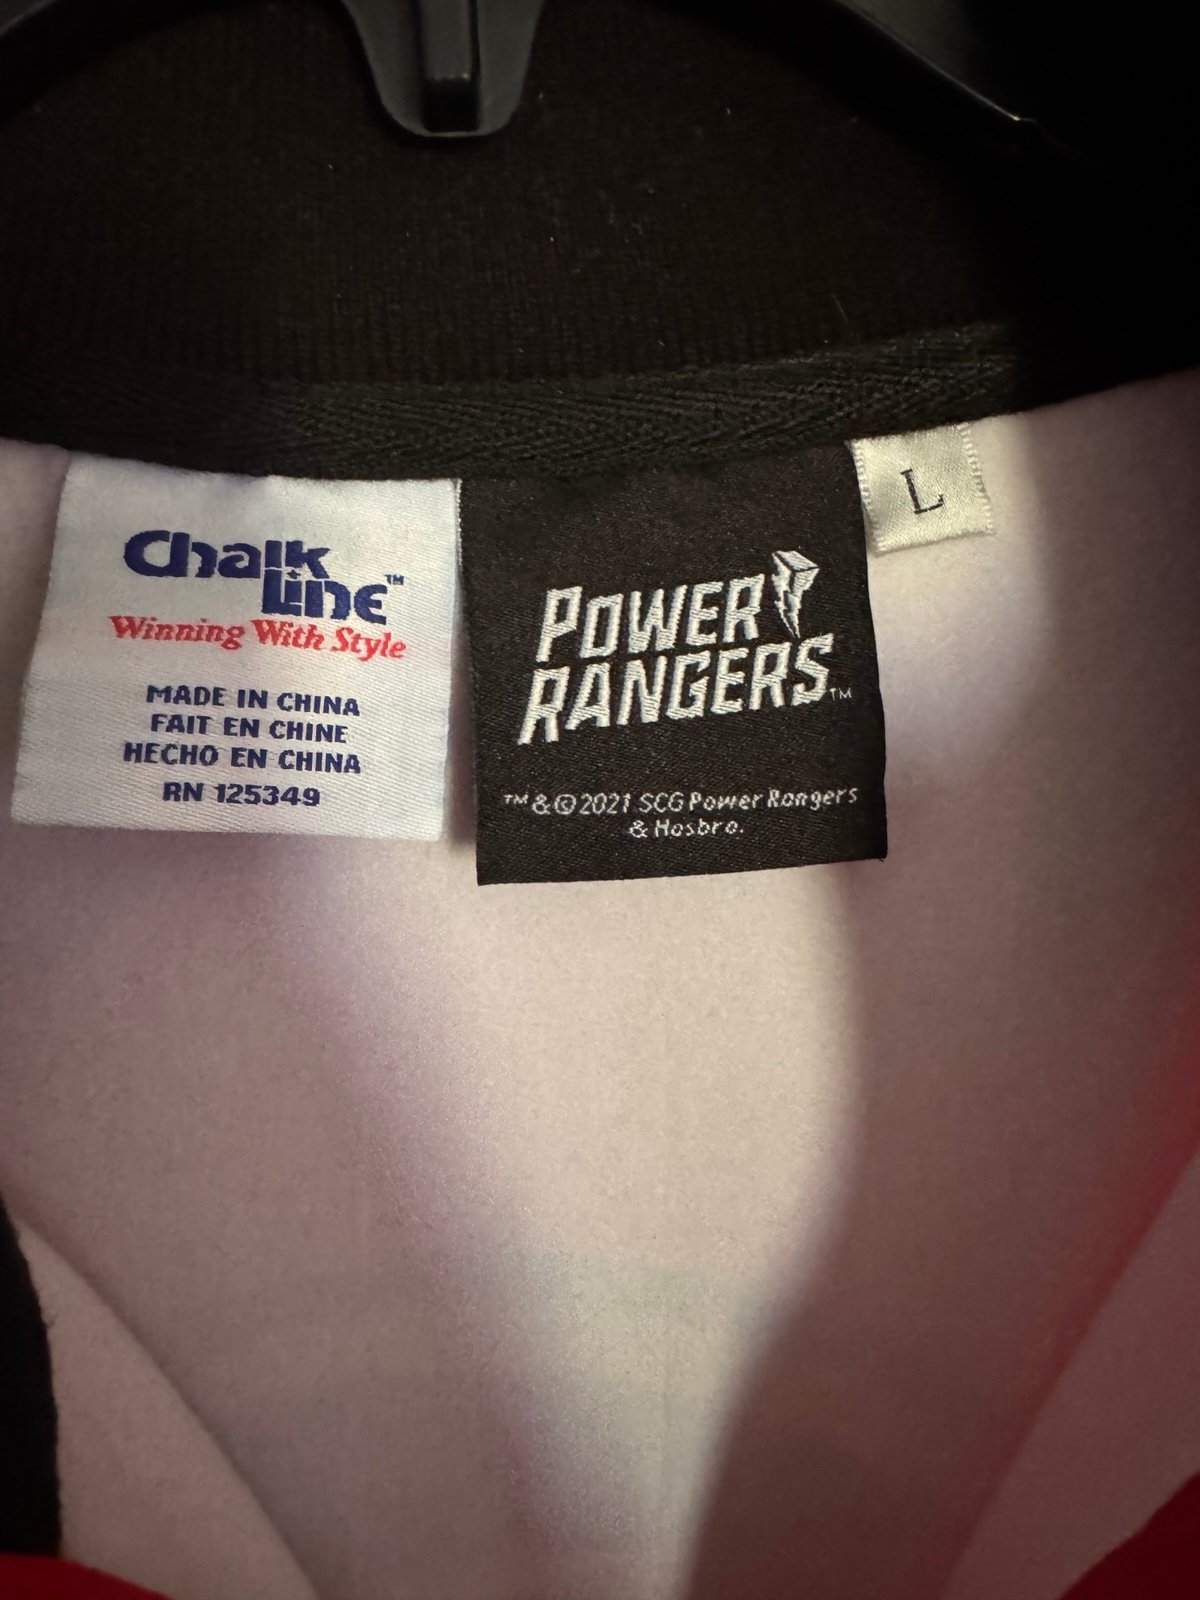 Chalk
Line™
Winning With Style
MADE IN CHINA
FAIT EN CHINE
HECHO EN CHINA
RN 125349
POWER
RANGERS™
™&©2021 SCG Power Rangers
& Hasbro.
L